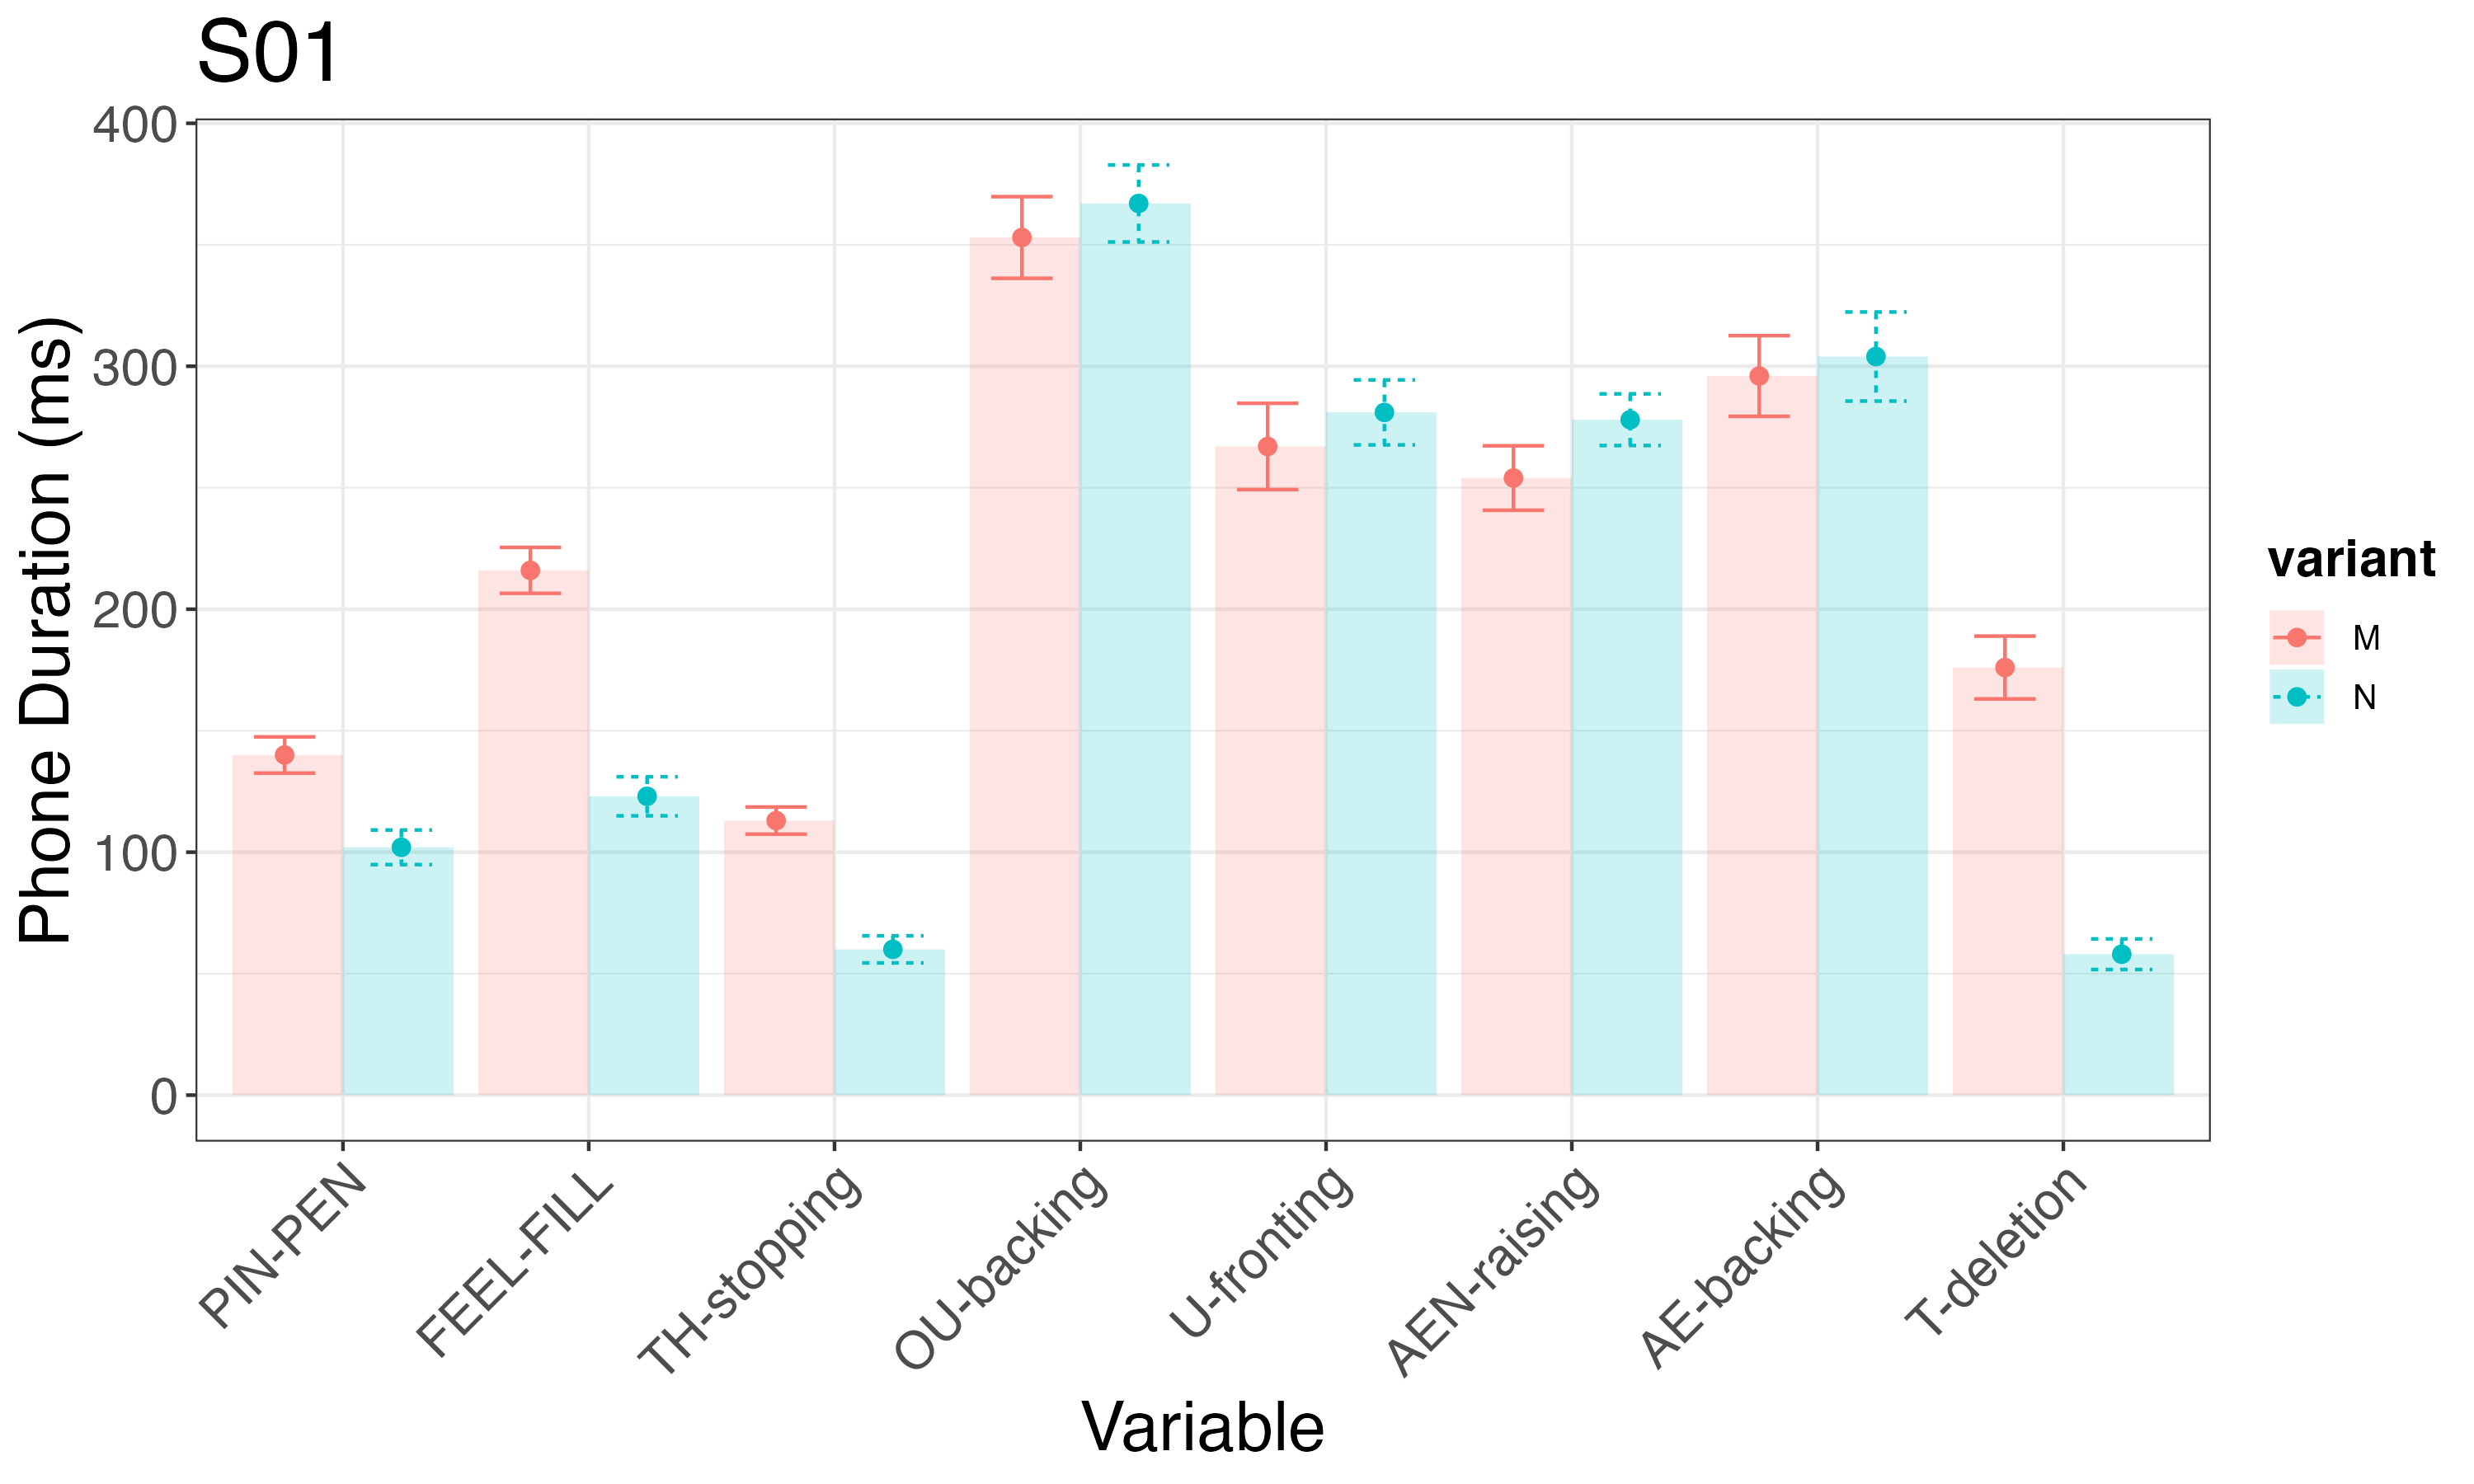 S01
400
300
200
100
0
Phone Duration (ms)
PIN-PEN
FEEL-FILL
TH-stopping
OU-backing
U-fronting
AEN-raising
AE-backing
T-deletion
Variable
variant
M
N